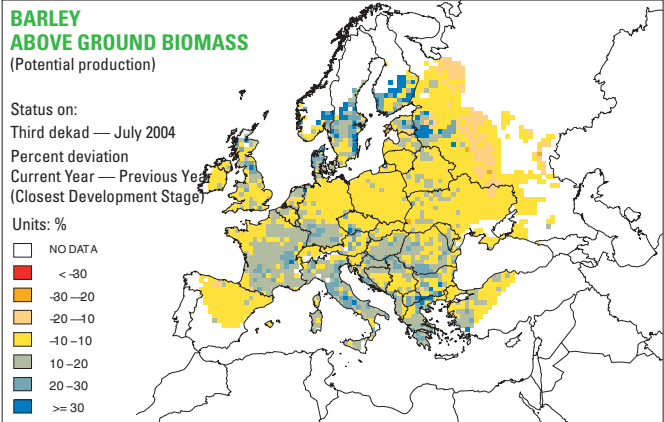 BARLEY
ABOVE GROUND BIOMASS
(Potential production)
Status on:
Third dekad — July 2004
Percent deviation
Current Year — Previous Year
(Closest Development Stage)
Units: %
NO DATA
< -30
-30 –-20
-20 –-10
-10 -10
10 –20
20 –30
>= 30